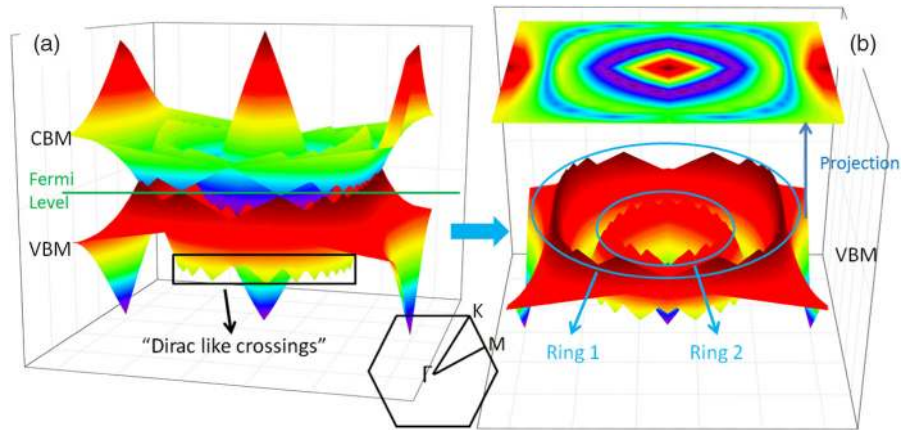 (a)
CBM
Fermi
Level
VBM
“Dirac like crossings”
K
M
Γ
(b)
Projection
VBM
Ring 1
Ring 2